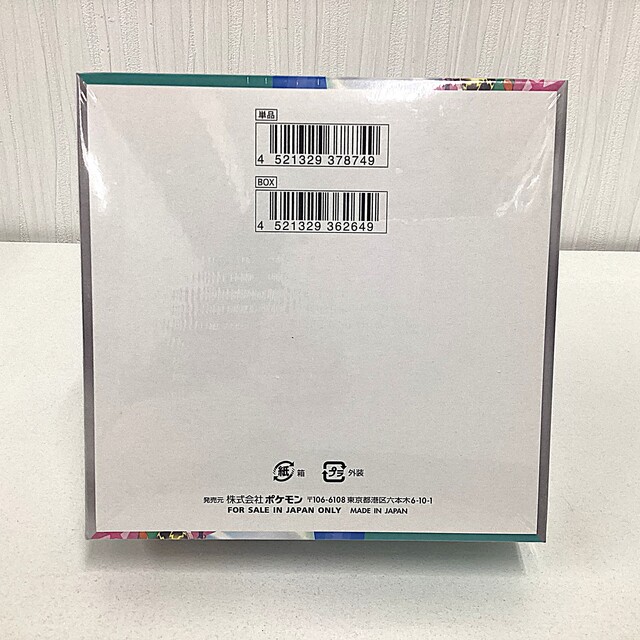 単品
4 521329 378749
BOX
4 521329 362649
紙 箱 プラ 外装
発売元 株式会社ポケモン 〒106-6108 東京都港区六本木6-10-1
FOR SALE IN JAPAN ONLY MADE IN JAPAN